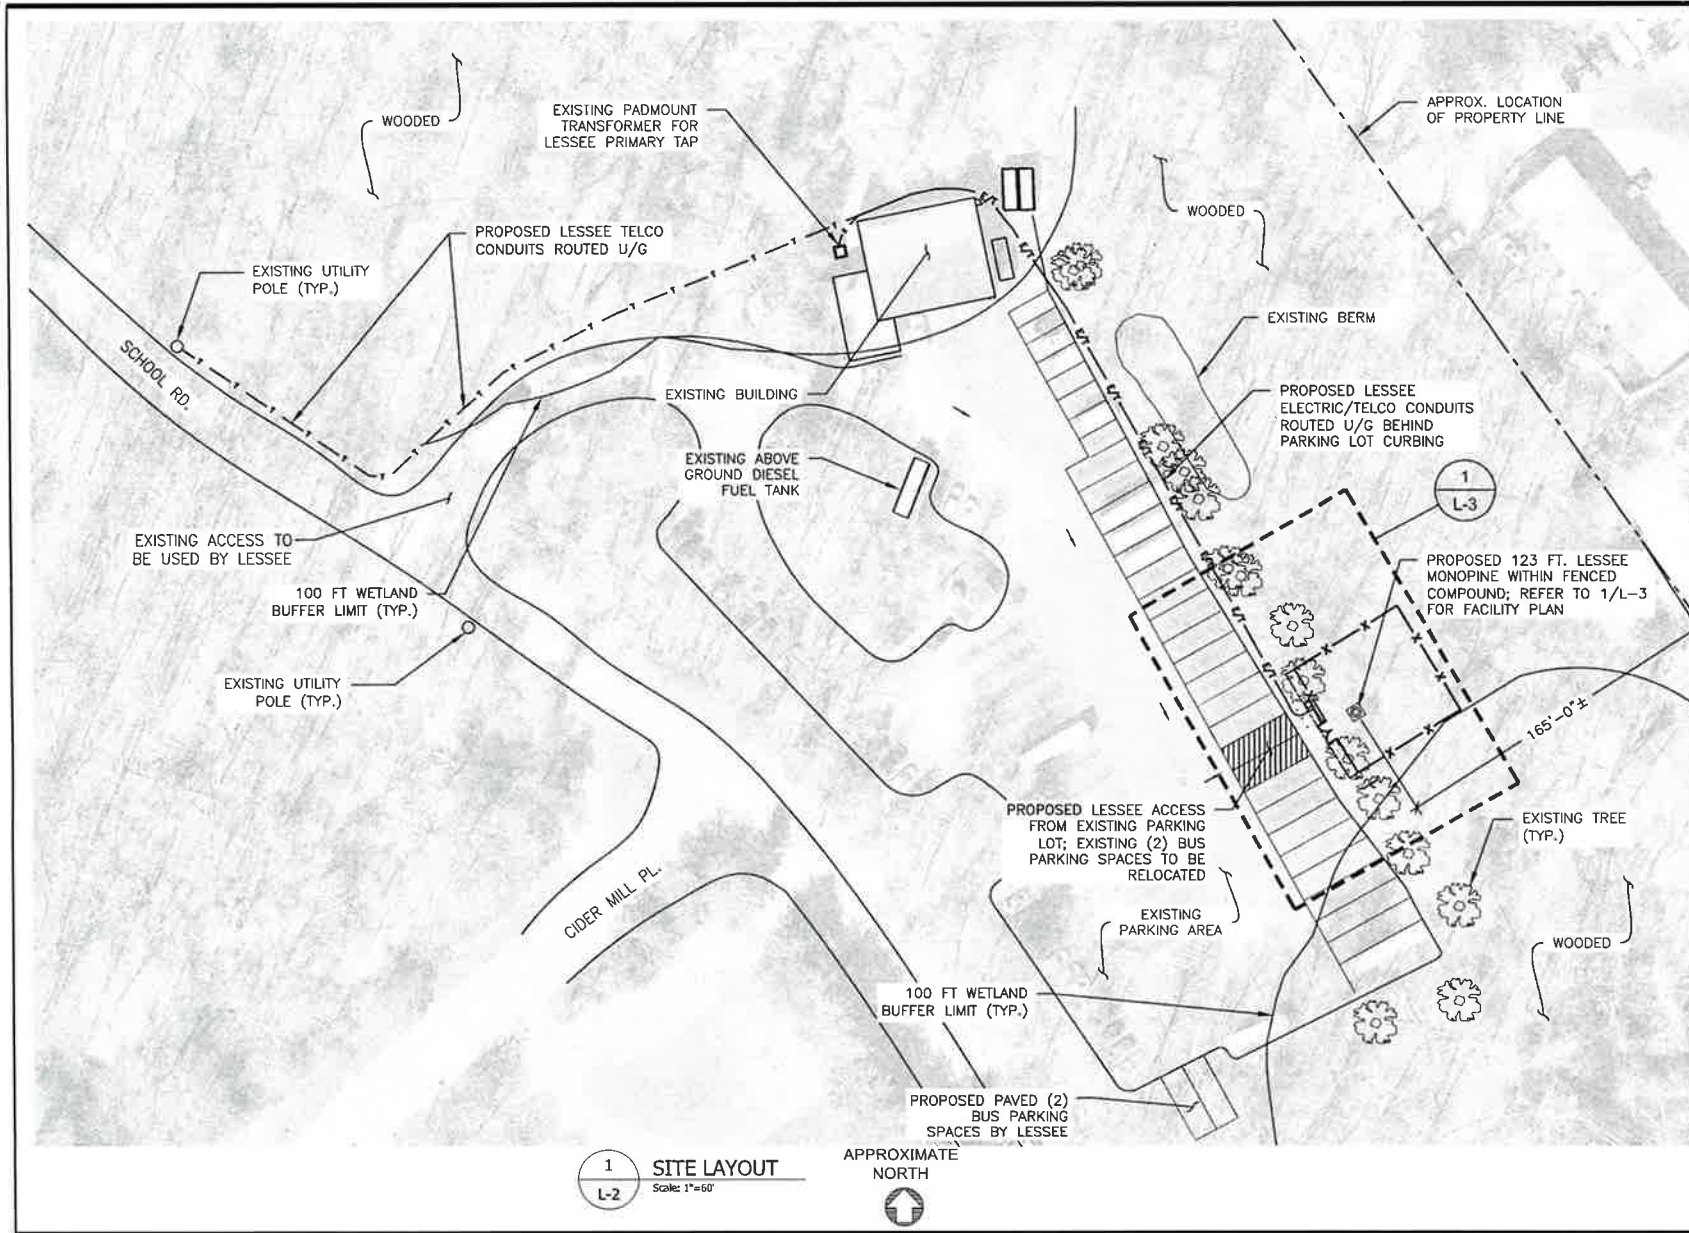 WOODED
EXISTING PADMOUNT
TRANSFORMER FOR
LESSEE PRIMARY TAP
APPROX. LOCATION
OF PROPERTY LINE
WOODED
PROPOSED LESSEE TELCO
CONDUITS ROUTED U/G
EXISTING UTILITY
POLE (TYP.)
EXISTING BERM
SCHOOL RD.
EXISTING BUILDING
PROPOSED LESSEE
ELECTRIC/TELCO CONDUITS
ROUTED U/G BEHIND
PARKING LOT CURBING
EXISTING ABOVE
GROUND DIESEL
FUEL TANK
1
L-3
EXISTING ACCESS TO
BE USED BY LESSEE
PROPOSED 123 FT. LESSEE
MONOPINE WITHIN FENCED
COMPOUND; REFER TO 1/L-3
FOR FACILITY PLAN
100 FT WETLAND
BUFFER LIMIT (TYP.)
EXISTING UTILITY
POLE (TYP.)
165'-0"±
PROPOSED LESSEE ACCESS
FROM EXISTING PARKING
LOT; EXISTING (2) BUS
PARKING SPACES TO BE
RELOCATED
EXISTING TREE
(TYP.)
CIDER MILL PL.
EXISTING
PARKING AREA
WOODED
100 FT WETLAND
BUFFER LIMIT (TYP.)
PROPOSED PAVED (2)
BUS PARKING
SPACES BY LESSEE
1
L-2
SITE LAYOUT
Scale: 1"=60'
APPROXIMATE
NORTH